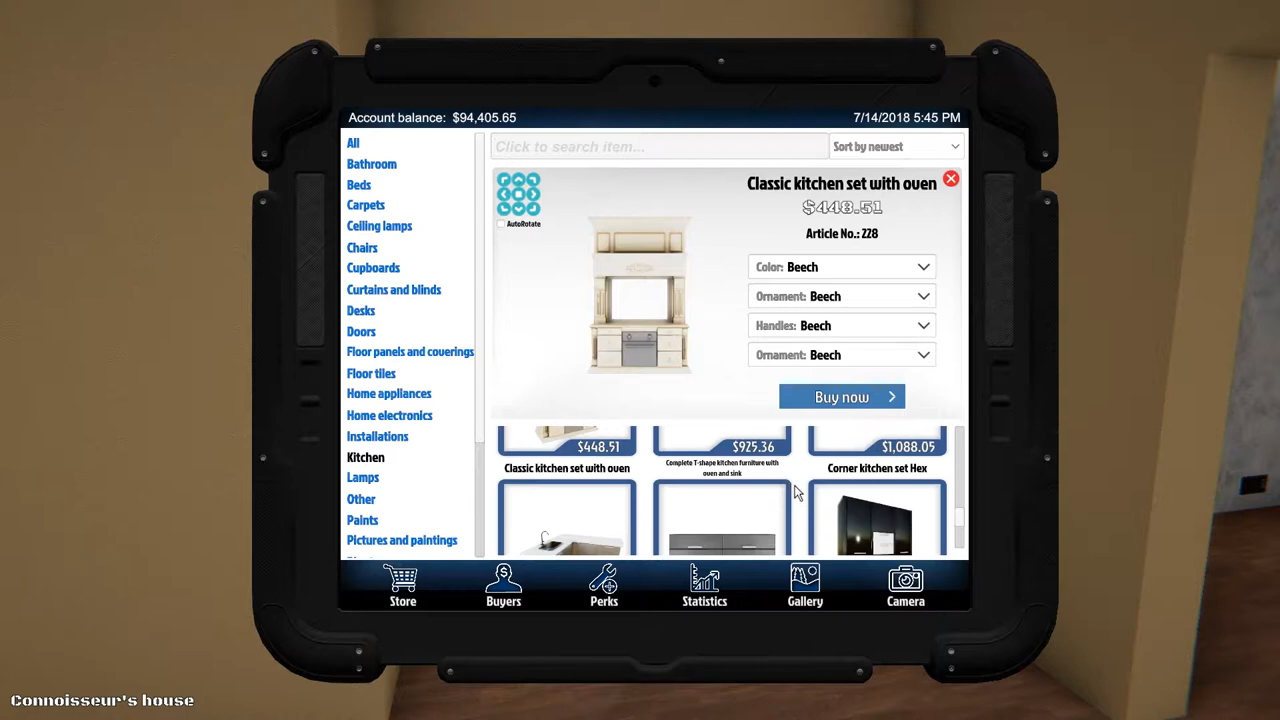 Account balance: $94,405.65
7/14/2018 5:45 PM
All
Bathroom
Beds
Carpets
Ceiling lamps
Chairs
Cupboards
Curtains and blinds
Desks
Doors
Floor panels and coverings
Floor tiles
Home appliances
Home electronics
Installations
Kitchen
Lamps
Other
Paints
Pictures and paintings
Click to search item...
Sort by newest
AutoRotate
Classic kitchen set with oven
$448.51
Article No.: 228
Color: Beech
Ornament: Beech
Handles: Beech
Ornament: Beech
Buy now
$448.51
$925.36
$1,088.05
Classic kitchen set with oven
Complete T-shape kitchen furniture with
oven and sink
Corner kitchen set Hex
Store
Buyers
Perks
Statistics
Gallery
Camera
Connoisseur's house